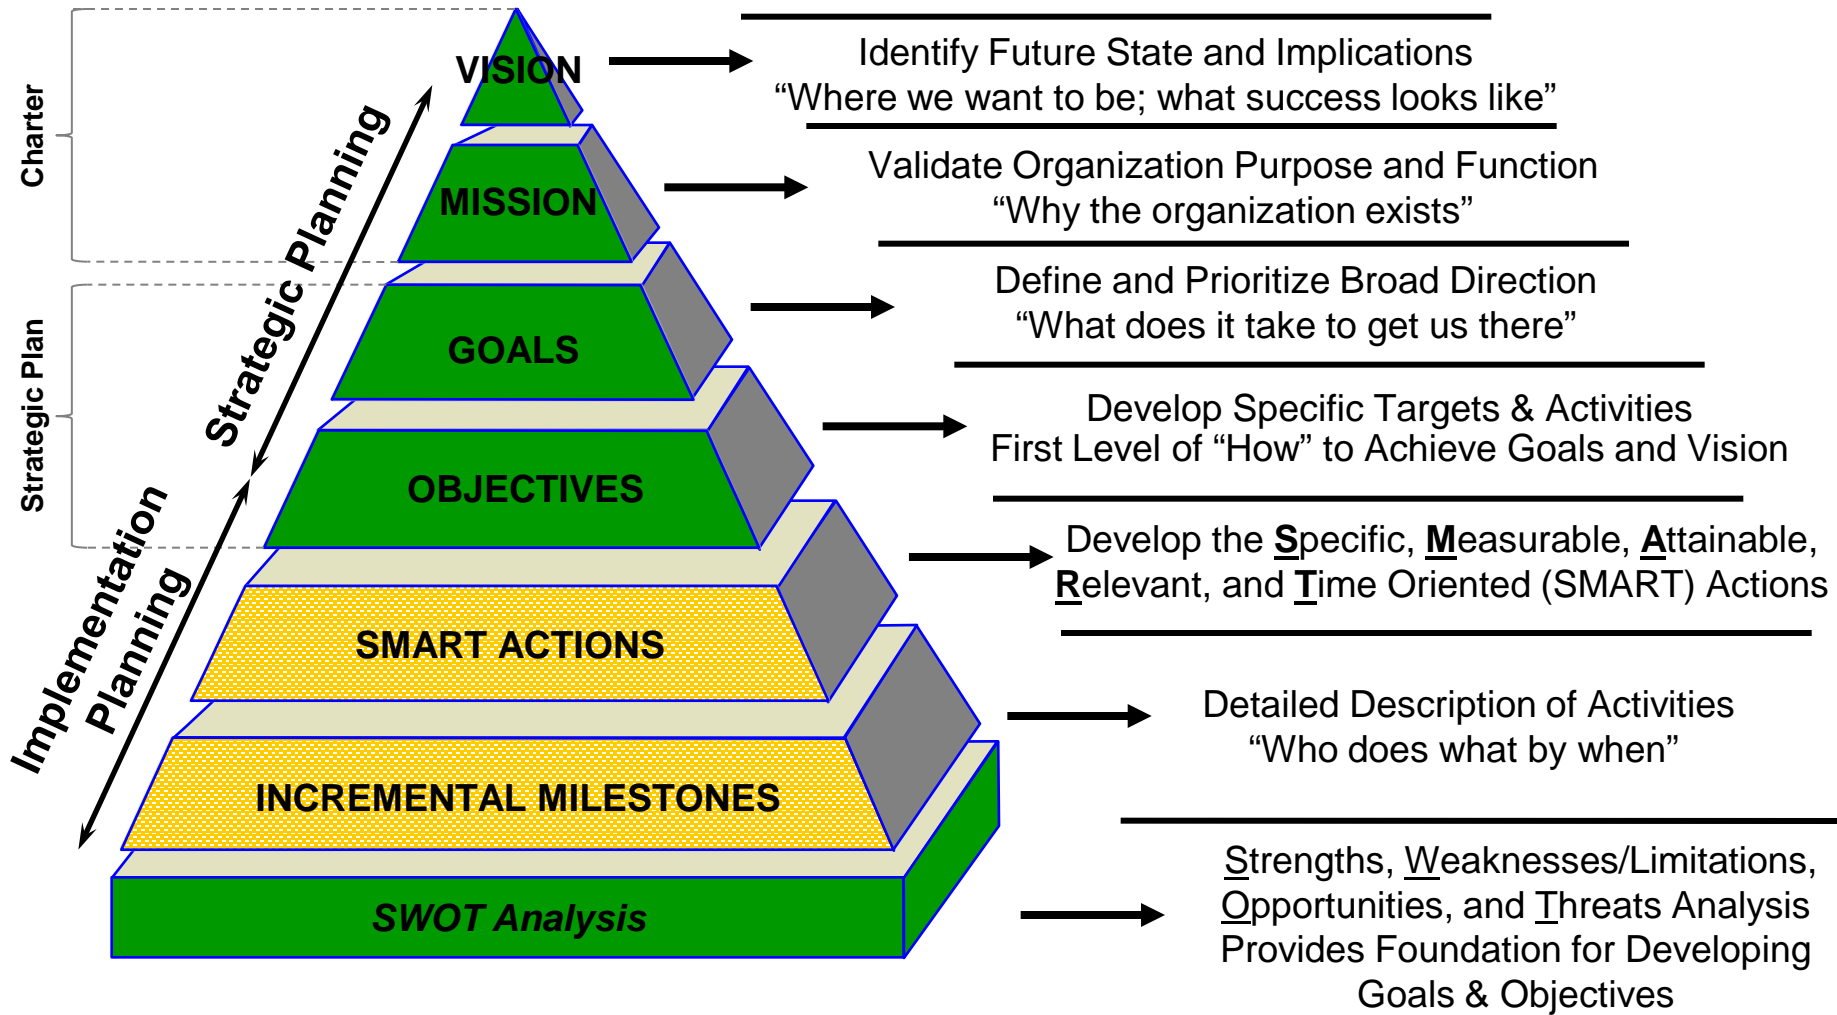 Charter
Strategic Plan
Strategic Planning
Implementation
Planning
VISION
Identify Future State and Implications
“Where we want to be; what success looks like”
MISSION
Validate Organization Purpose and Function
“Why the organization exists”
GOALS
Define and Prioritize Broad Direction
“What does it take to get us there”
OBJECTIVES
Develop Specific Targets & Activities
First Level of “How” to Achieve Goals and Vision
SMART ACTIONS
Develop the Specific, Measurable, Attainable,
Relevant, and Time Oriented (SMART) Actions
INCREMENTAL MILESTONES
Detailed Description of Activities
“Who does what by when”
SWOT Analysis
Strengths, Weaknesses/Limitations,
Opportunities, and Threats Analysis
Provides Foundation for Developing
Goals & Objectives